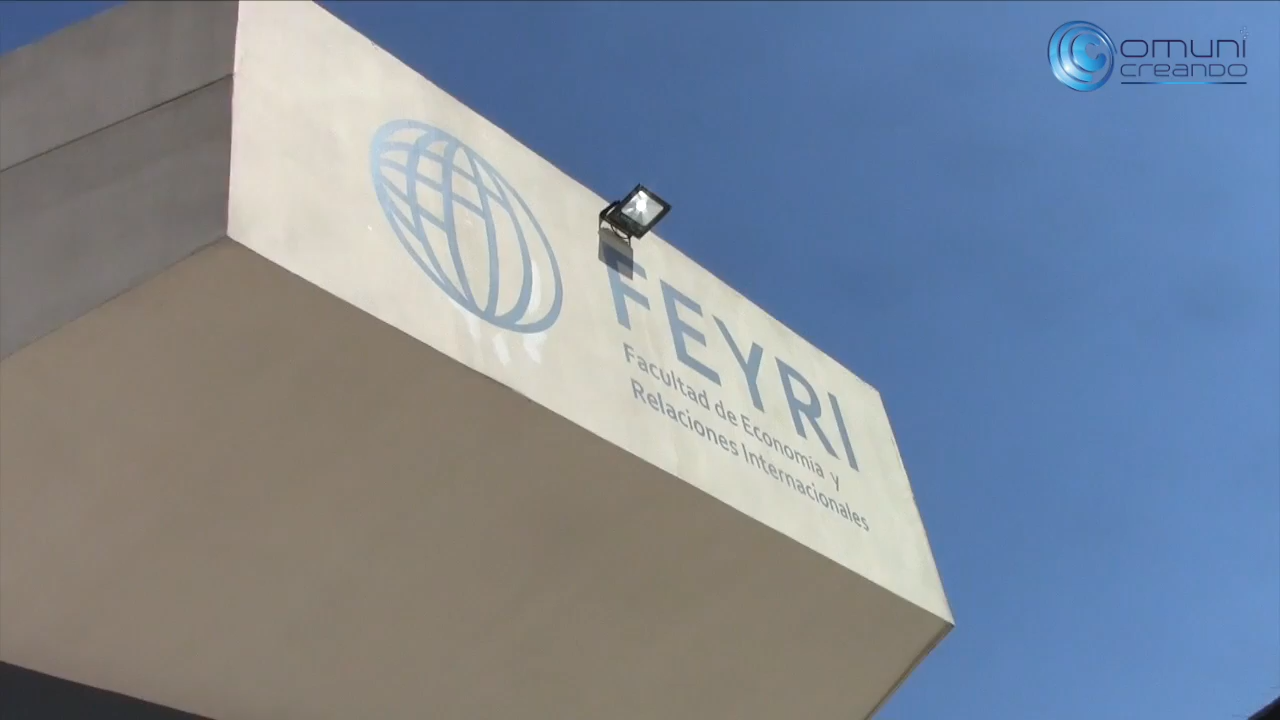 omuni
creando
FEYRI
Facultad de Economía y
Relaciones Internacionales